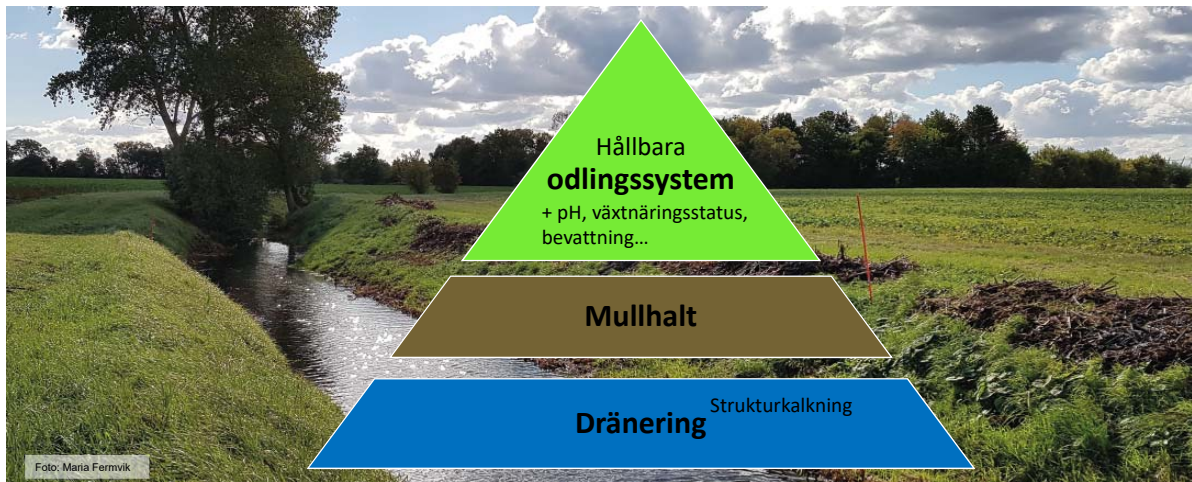 Hållbara
odlingssystem
+ pH, växtnäringsstatus,
bevattning...
Mullhalt
Dränering Strukturkalkning
Foto: Maria Fermvik